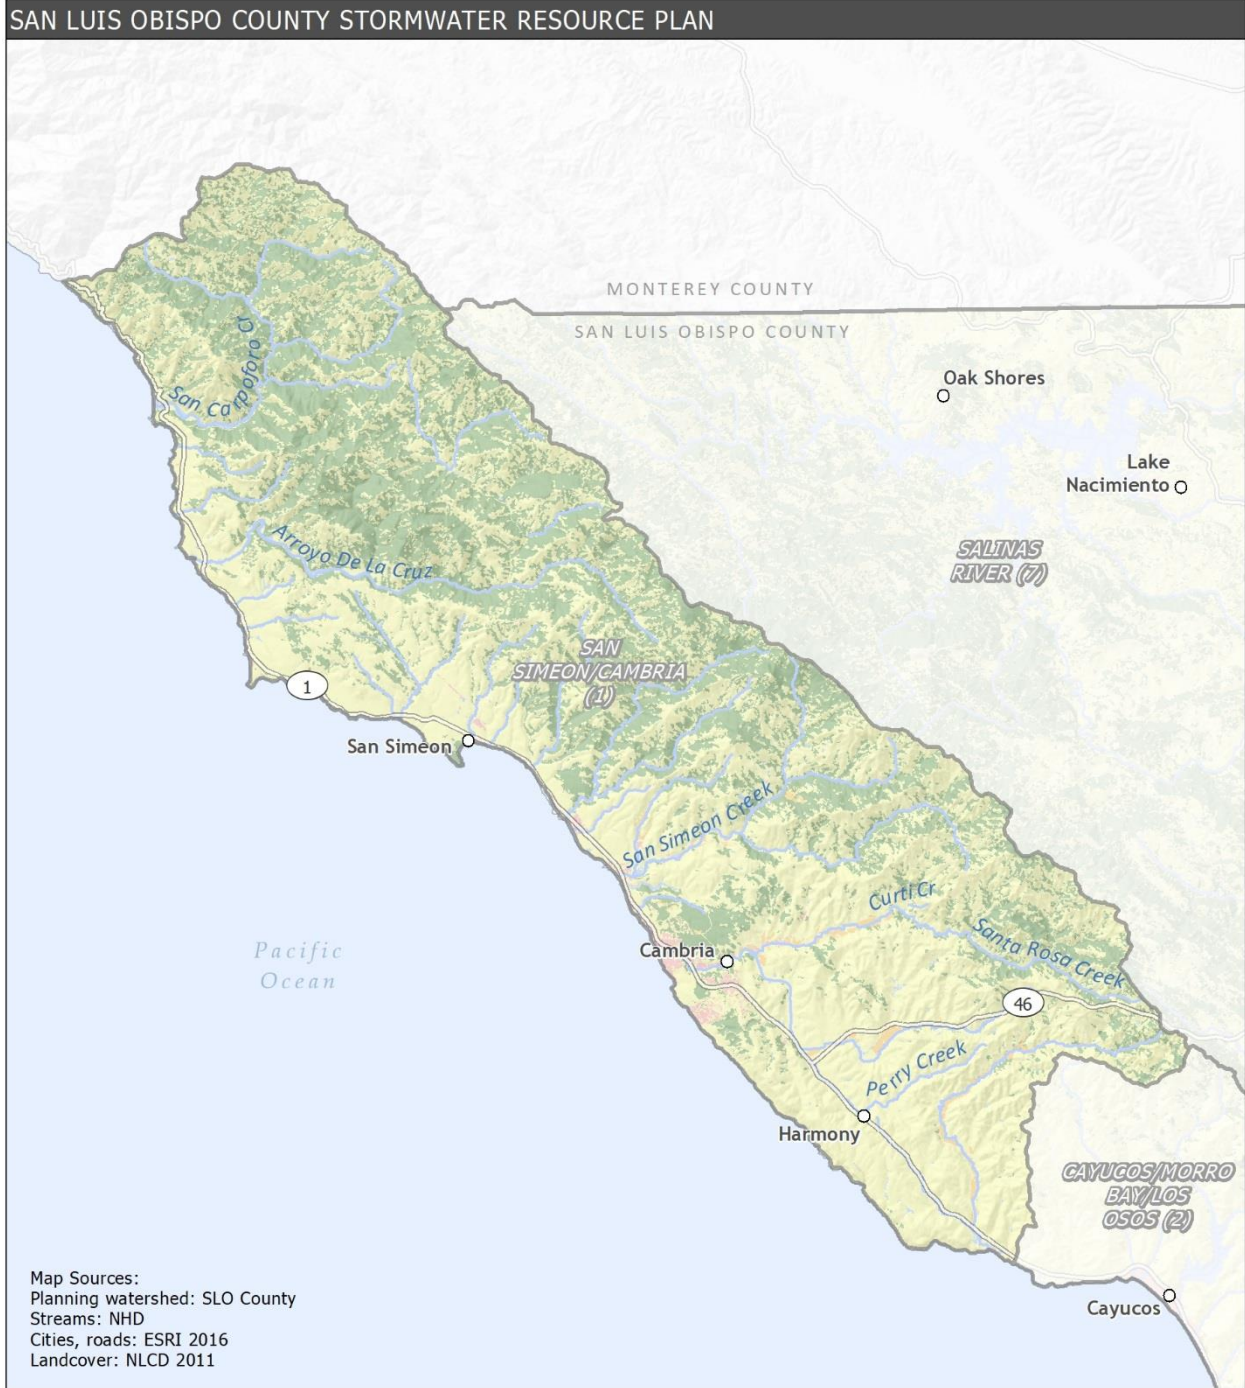 SAN LUIS OBISPO COUNTY STORMWATER RESOURCE PLAN
MONTEREY COUNTY
SAN LUIS OBISPO COUNTY
Oak Shores
Lake
Nacimiento
San Carpoforo Cr
SALINAS
RIVER (7)
Arroyo De La Cruz
SAN
SIMEON/CAMBRIA
(1)
1
San Simeon
San Simeon Creek
Curti Cr
Santa Rosa Creek
Cambria
Pacific
Ocean
46
Perry Creek
Harmony
CAYUCOS/MORRO
BAY/LOS
OSOS (2)
Cayucos
Map Sources:
Planning watershed: SLO County
Streams: NHD
Cities, roads: ESRI 2016
Landcover: NLCD 2011